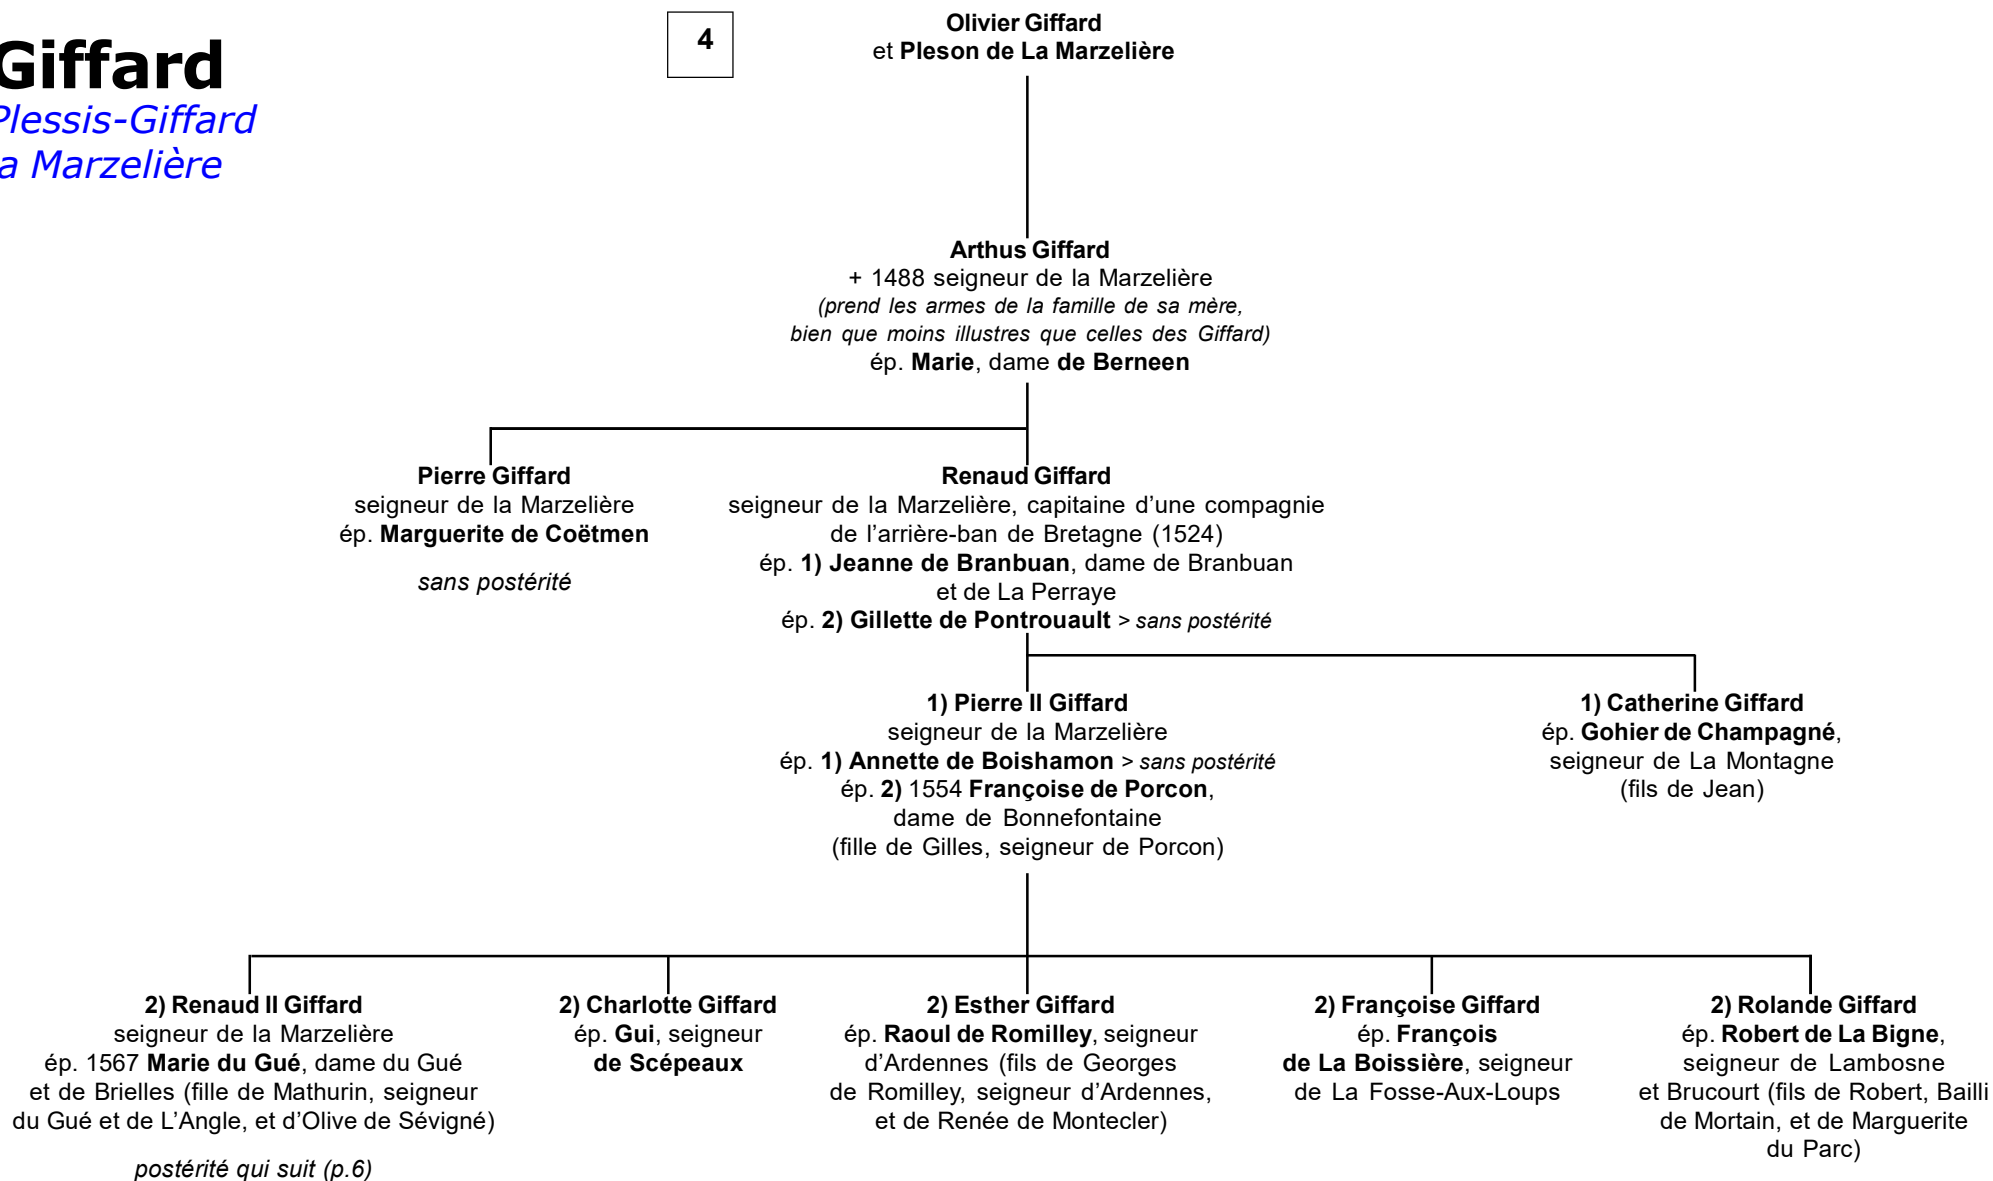 Giffard
Plessis-Giffard
a Marzelière
4
Olivier Giffard
et Pleson de La Marzelière
Arthus Giffard
+ 1488 seigneur de la Marzelière
(prend les armes de la famille de sa mère,
bien que moins illustres que celles des Giffard)
ép. Marie, dame de Berneen
Pierre Giffard
seigneur de la Marzelière
ép. Marguerite de Coëtmen
sans postérité
Renaud Giffard
seigneur de la Marzelière, capitaine d’une compagnie
de l’arrière-ban de Bretagne (1524)
ép. 1) Jeanne de Branbuan, dame de Branbuan
et de La Perraye
ép. 2) Gillette de Pontrouault > sans postérité
1) Pierre II Giffard
seigneur de la Marzelière
ép. 1) Annette de Boishamon > sans postérité
ép. 2) 1554 Françoise de Porcon,
dame de Bonnefontaine
(fille de Gilles, seigneur de Porcon)
1) Catherine Giffard
ép. Gohier de Champagné,
seigneur de La Montagne
(fils de Jean)
2) Renaud II Giffard
seigneur de la Marzelière
ép. 1567 Marie du Gué, dame du Gué
et de Brielles (fille de Mathurin, seigneur
du Gué et de L’Angle, et d’Olive de Sévigné)
postérité qui suit (p.6)
2) Charlotte Giffard
ép. Gui, seigneur
de Scépeaux
2) Esther Giffard
ép. Raoul de Romilley, seigneur
d’Ardennes (fils de Georges
de Romilley, seigneur d’Ardennes,
et de Renée de Montecler)
2) Françoise Giffard
ép. François
de La Boissière, seigneur
de La Fosse-Aux-Loups
2) Rolande Giffard
ép. Robert de La Bigne,
seigneur de Lambosne
et Brucourt (fils de Robert, Bailli
de Mortain, et de Marguerite
du Parc)